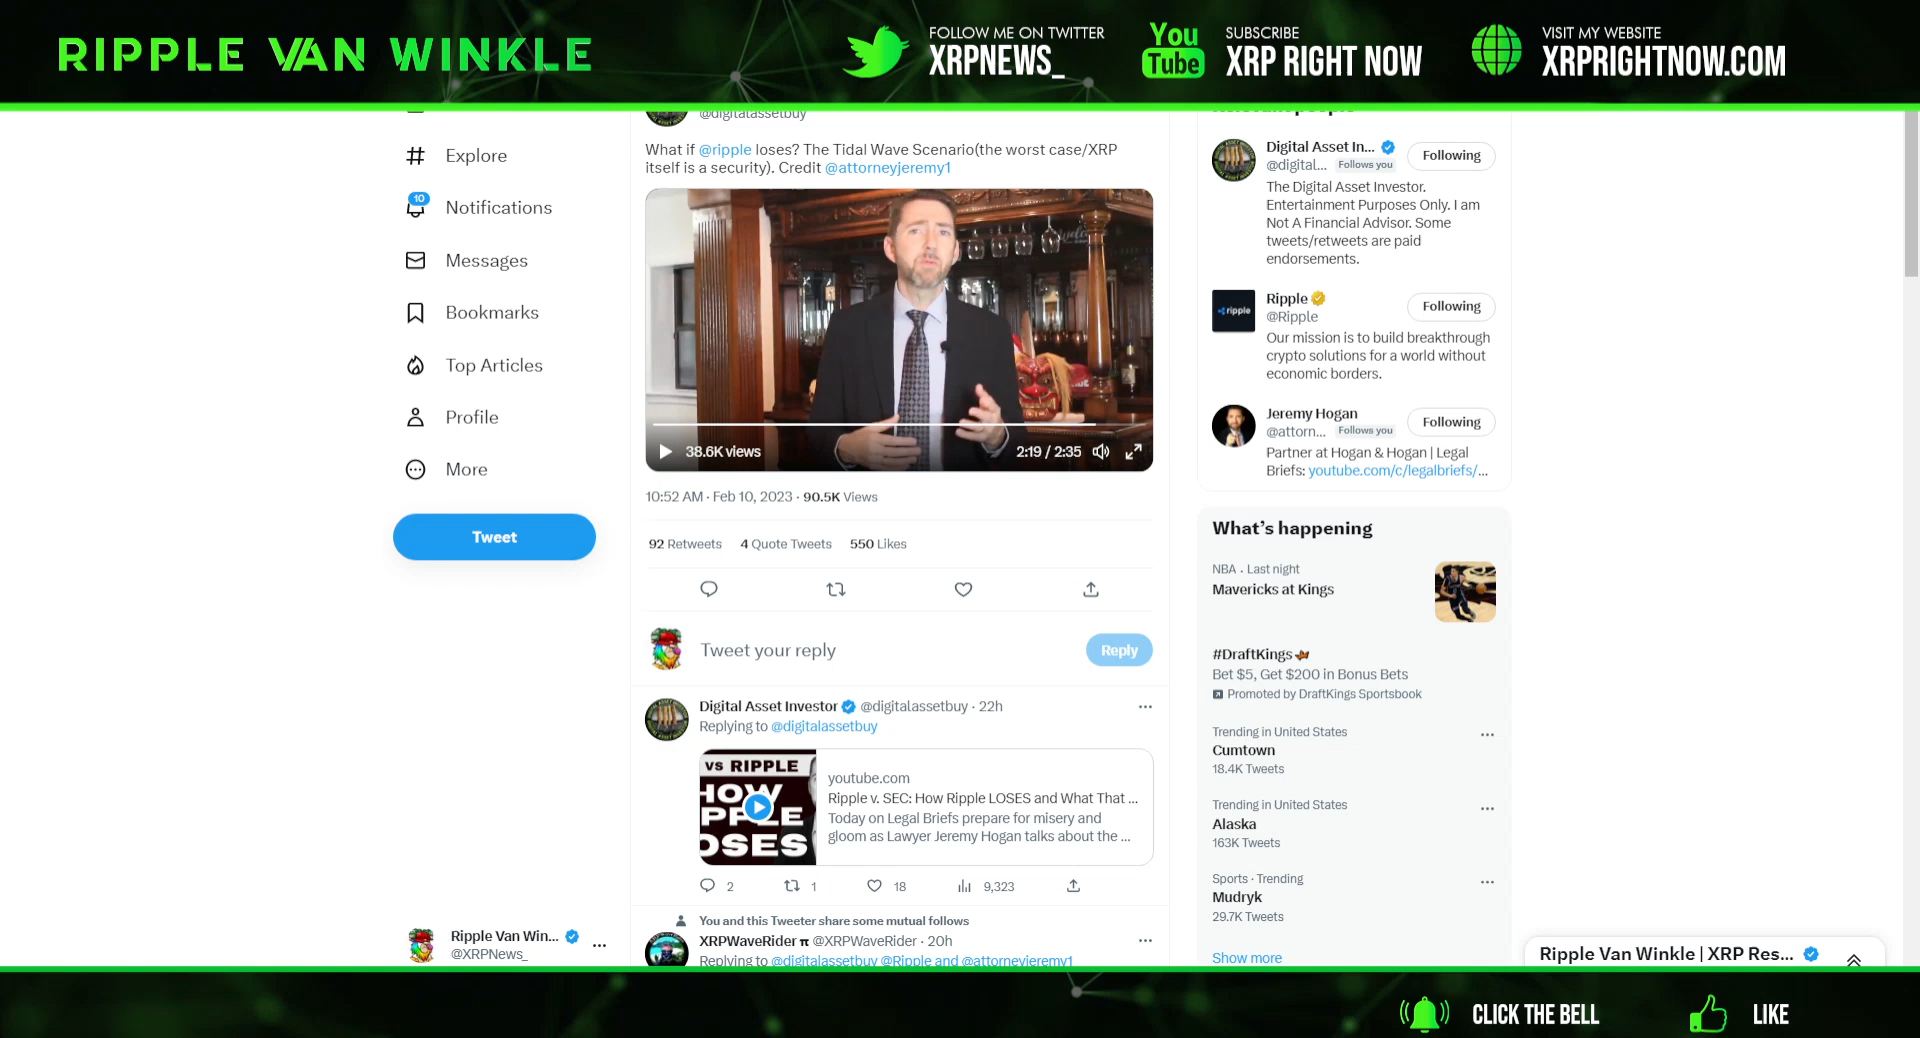 RIPPLE VAN WINKLE
FOLLOW ME ON TWITTER
XRPNEWS_
You
Tube
SUBSCRIBE
XRP RIGHT NOW
VISIT MY WEBSITE
XRPRIGHTNOW.COM
Explore
10
Notifications
Messages
Bookmarks
Top Articles
Profile
More
Tweet
Ripple Van Win...
@XRPNews_
@digitalassetbuy
What if @ripple loses? The Tidal Wave Scenario(the worst case/XRP
itself is a security). Credit @attorneyjeremy1
38.6K views
2:19 / 2:35
10:52 AM · Feb 10, 2023 · 90.5K Views
92 Retweets 4 Quote Tweets 550 Likes
Tweet your reply
Reply
Digital Asset Investor @digitalassetbuy · 22h
Replying to @digitalassetbuy
VS RIPPLE
HOW
OSES
youtube.com
Ripple v. SEC: How Ripple LOSES and What That ...
Today on Legal Briefs prepare for misery and
gloom as Lawyer Jeremy Hogan talks about the ...
2 1 18 9,323
You and this Tweeter share some mutual follows
XRPWaveRider π @XRPWaveRider · 20h
Replying to @digitalassetbuy @Ripple and @attorneyjeremy1
Digital Asset In...
@digital... Follows you
Following
The Digital Asset Investor.
Entertainment Purposes Only. I am
Not A Financial Advisor. Some
tweets/retweets are paid
endorsements.
ripple
Ripple
@Ripple
Following
Our mission is to build breakthrough
crypto solutions for a world without
economic borders.
Jeremy Hogan
@attorn... Follows you
Following
Partner at Hogan & Hogan | Legal
Briefs: youtube.com/c/legalbriefs/...
What's happening
NBA · Last night
Mavericks at Kings
#DraftKings
Bet $5, Get $200 in Bonus Bets
Promoted by DraftKings Sportsbook
Trending in United States
Cumtown
18.4K Tweets
Trending in United States
Alaska
163K Tweets
Sports · Trending
Mudryk
29.7K Tweets
Show more
Ripple Van Winkle | XRP Res...
CLICK THE BELL
LIKE